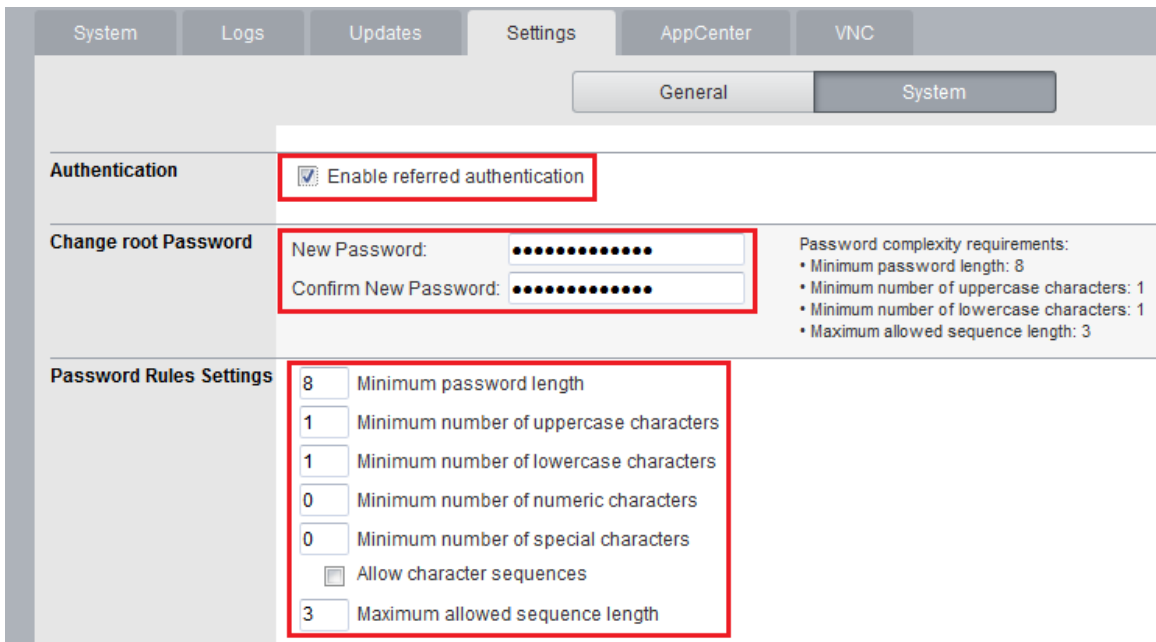 System Logs Updates Settings AppCenter VNC
General System
Authentication
Enable referred authentication
Change root Password
New Password: ●●●●●●●●●●●●●
Confirm New Password: ●●●●●●●●●●●●●
Password complexity requirements:
• Minimum password length: 8
• Minimum number of uppercase characters: 1
• Minimum number of lowercase characters: 1
• Maximum allowed sequence length: 3
Password Rules Settings
8 Minimum password length
1 Minimum number of uppercase characters
1 Minimum number of lowercase characters
0 Minimum number of numeric characters
0 Minimum number of special characters
Allow character sequences
3 Maximum allowed sequence length